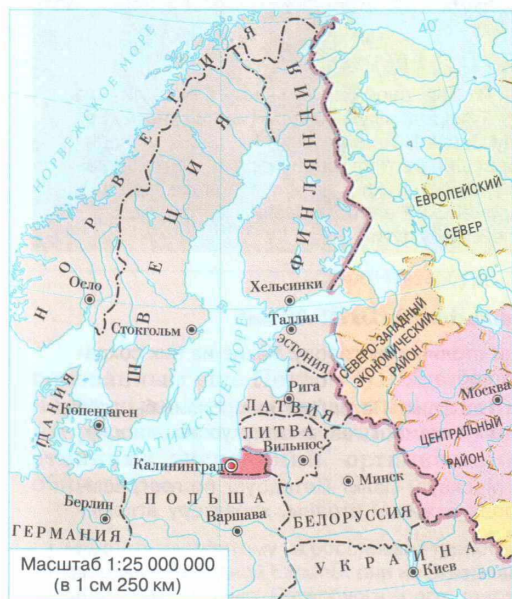 40°
НОРВЕЖСКОЕ МОРЕ
НОРВЕГИЯ
ШВЕЦИЯ
ФИНЛЯНДИЯ
ЕВРОПЕЙСКИЙ
СЕВЕР
60°
Осло
Хельсинки
Стокгольм
Таллин
ЭСТОНИЯ
СЕВЕРО-ЗАПАДНЫЙ
ЭКОНОМИЧЕСКИЙ
РАЙОН
БАЛТИЙСКОЕ МОРЕ
Рига
ЛАТВИЯ
Москва
ДАНИЯ
Копенгаген
ЛИТВА
Вильнюс
ЦЕНТРАЛЬНЫЙ
РАЙОН
Калининград
Минск
ПОЛЬША
Берлин
Варшава
БЕЛОРУССИЯ
ГЕРМАНИЯ
УКРАИНА
Киев
50°
Масштаб 1:25 000 000
(в 1 см 250 км)